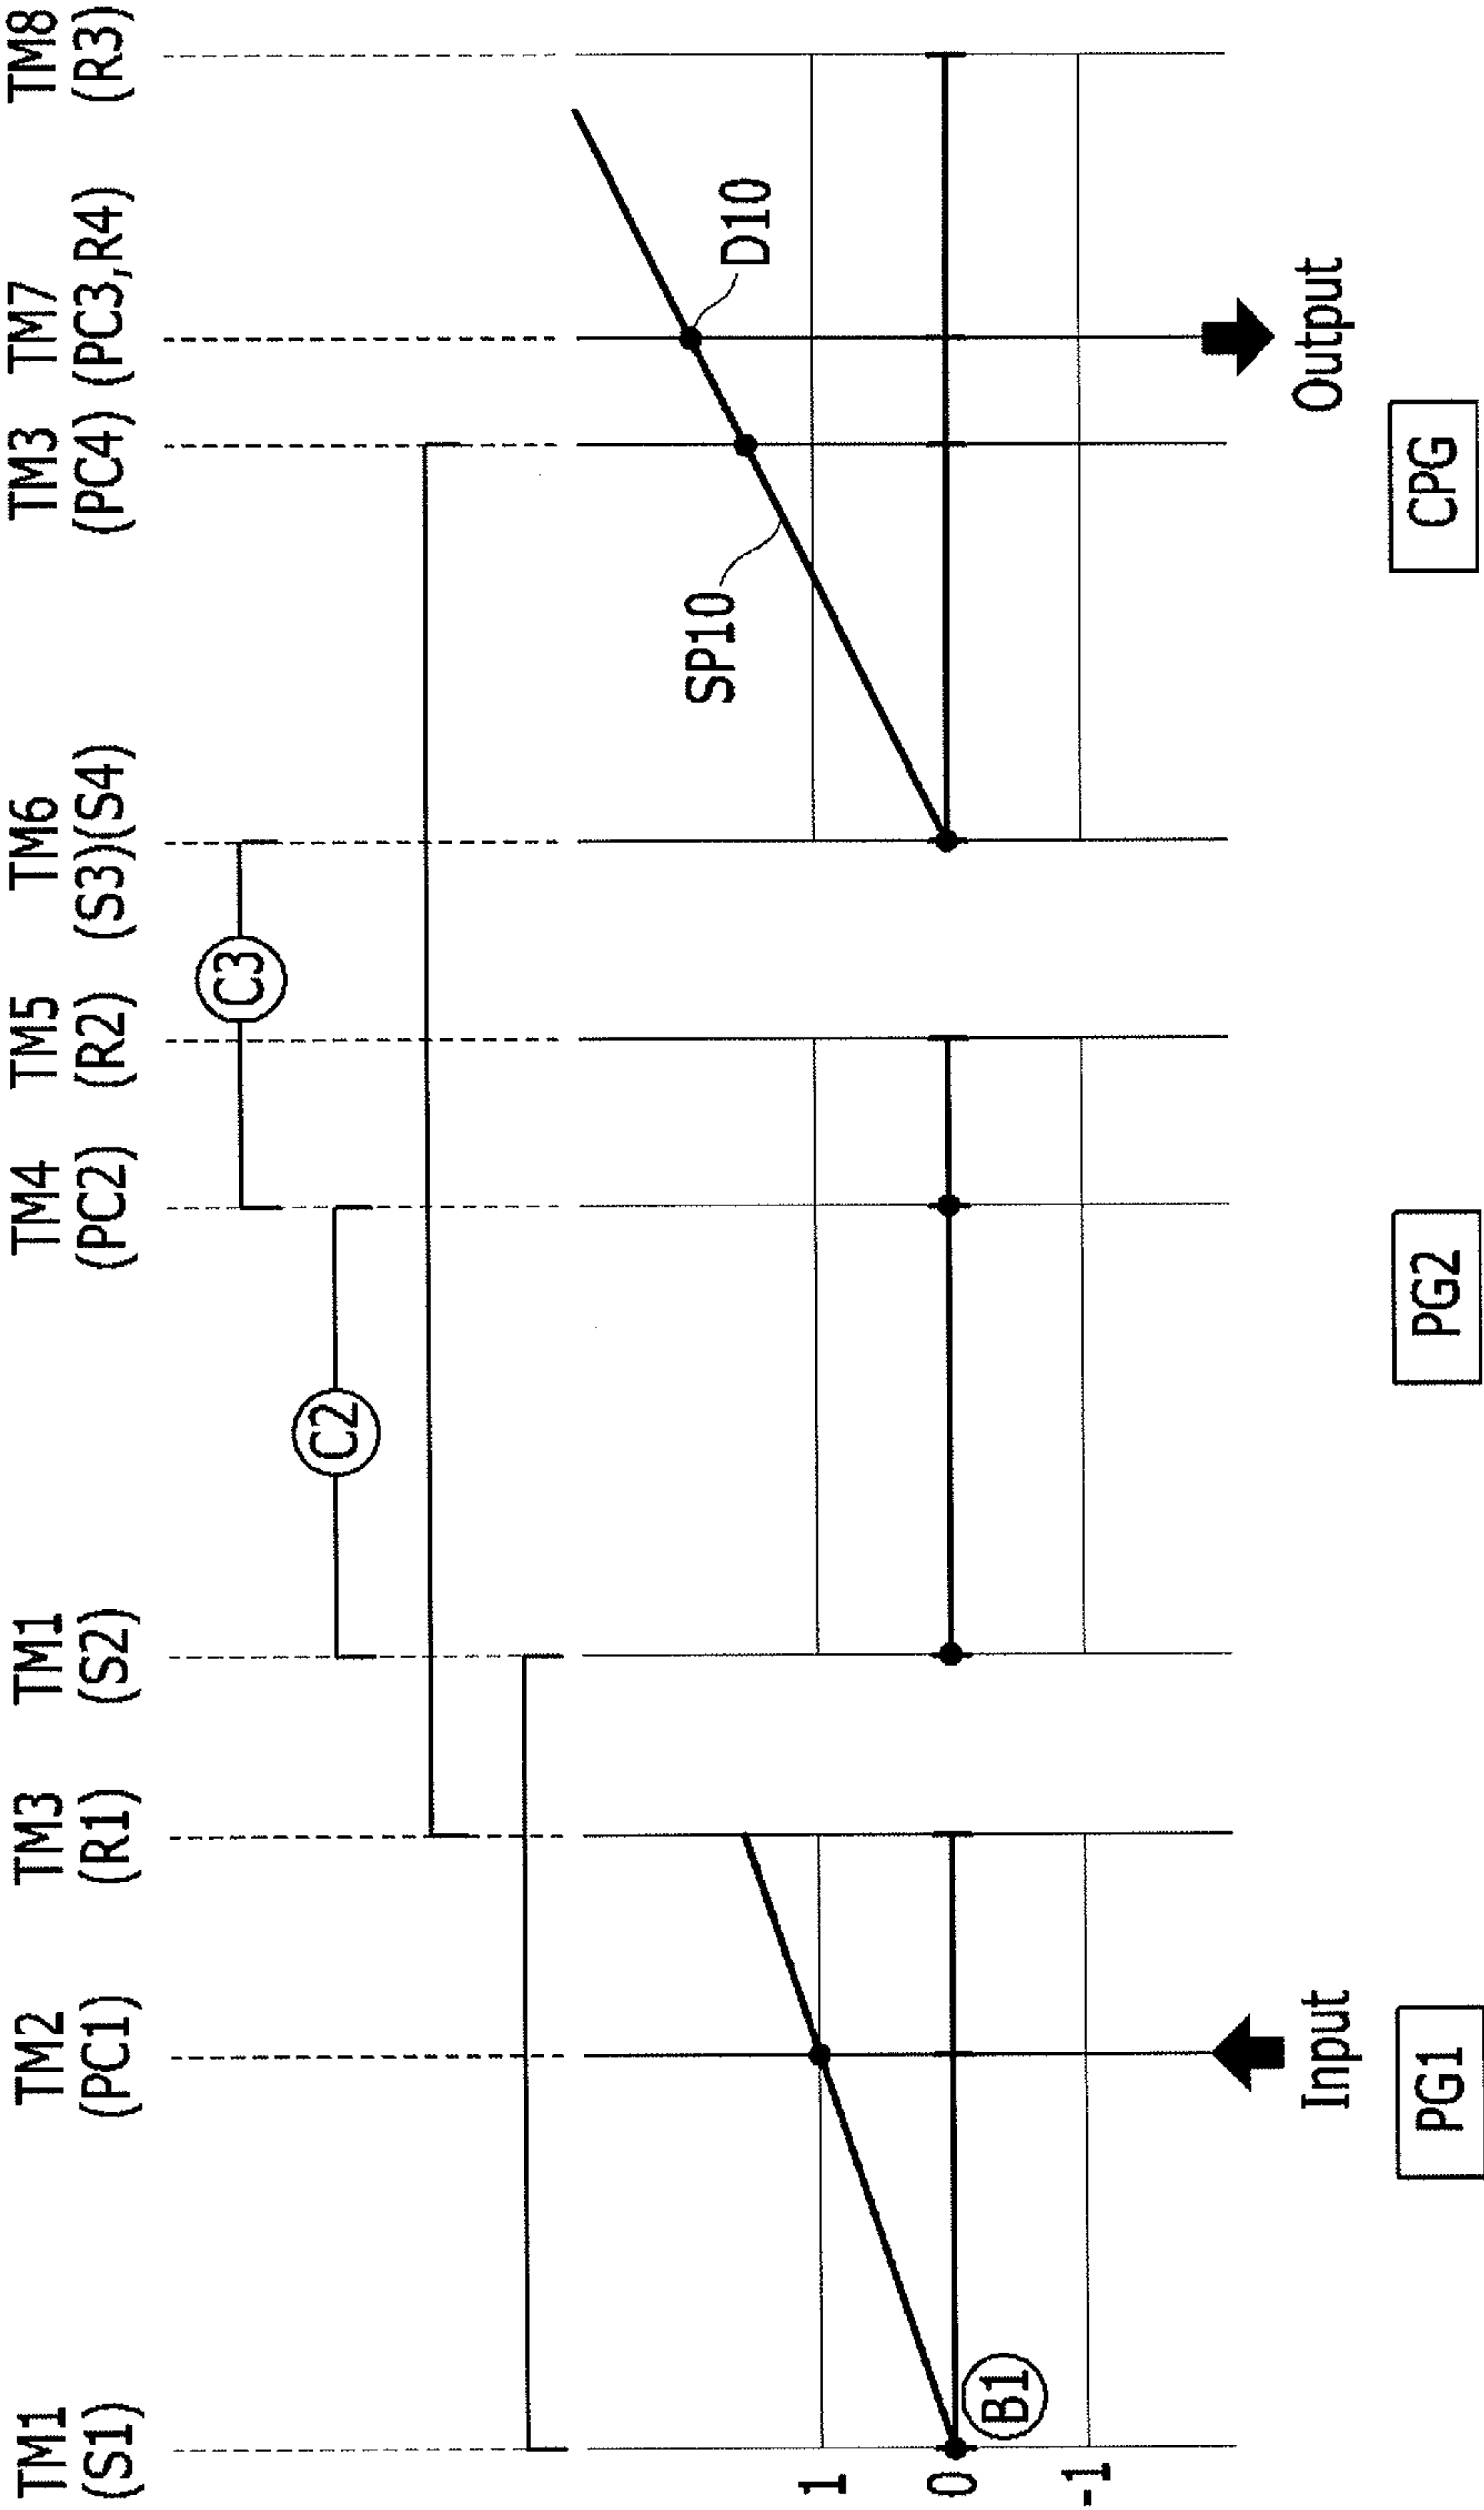 TM1 TM2 TM3 TM1 TM4 TM5 TM6 TM3 TM7 TM8
(S1) (PC1) (R1) (S2) (PC2) (R2) (S3)(S4) (PC4) (PC3,R4) (R3)
C3
C2
D10
SP10
1
0
B1
-1
Input Output
PG1 PG2 CPG